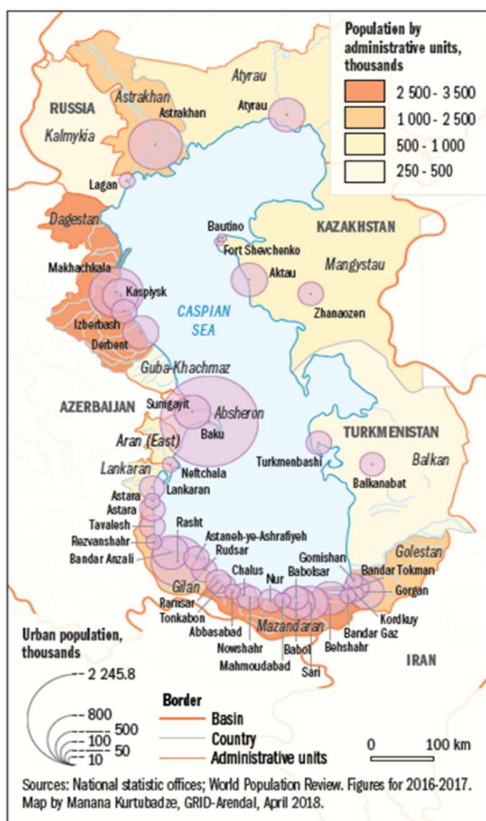 Population by
administrative units,
thousands
2 500 - 3 500
1 000 - 2 500
500 - 1 000
250 - 500
Atyrau
Astrakhan
Astrakhan
Atyrau
RUSSIA
Kalmykia
Lagan
Dagestan
Bautino
Fort Shevchenko
KAZAKHSTAN
Mangystau
Aktau
Zhanaozen
Makhachkala
Kaspiysk
CASPIAN
SEA
Izberbash
Derbent
Guba-Khachmaz
AZERBAIJAN
Sumgayit
Absheron
Baku
Aran (East)
TURKMENISTAN
Turkmenbashi
Balkan
Balkanabat
Lankaran
Neftchala
Lankaran
Astara
Astara
Tavalesh
Rezvanshahr
Bandar Anzali
Rasht
Astaneh-ye-Ashrafiyeh
Rudsar
Chalus
Nur
Babolsar
Gomishan
Golestan
Bandar Tokman
Gorgan
Gilan
Ramsar
Tonkabon
Abbasabad
Nowshahr
Mahmoudabad
Mazandaran
Babol
Sari
Behshahr
Bandar Gaz
Kordkuy
IRAN
Urban population,
thousands
2 245.8
800
500
100
50
10
Border
Basin
Country
Administrative units
0 100 km
Sources: National statistic offices; World Population Review. Figures for 2016-2017.
Map by Manana Kurtubadze, GRID-Arendal, April 2018.